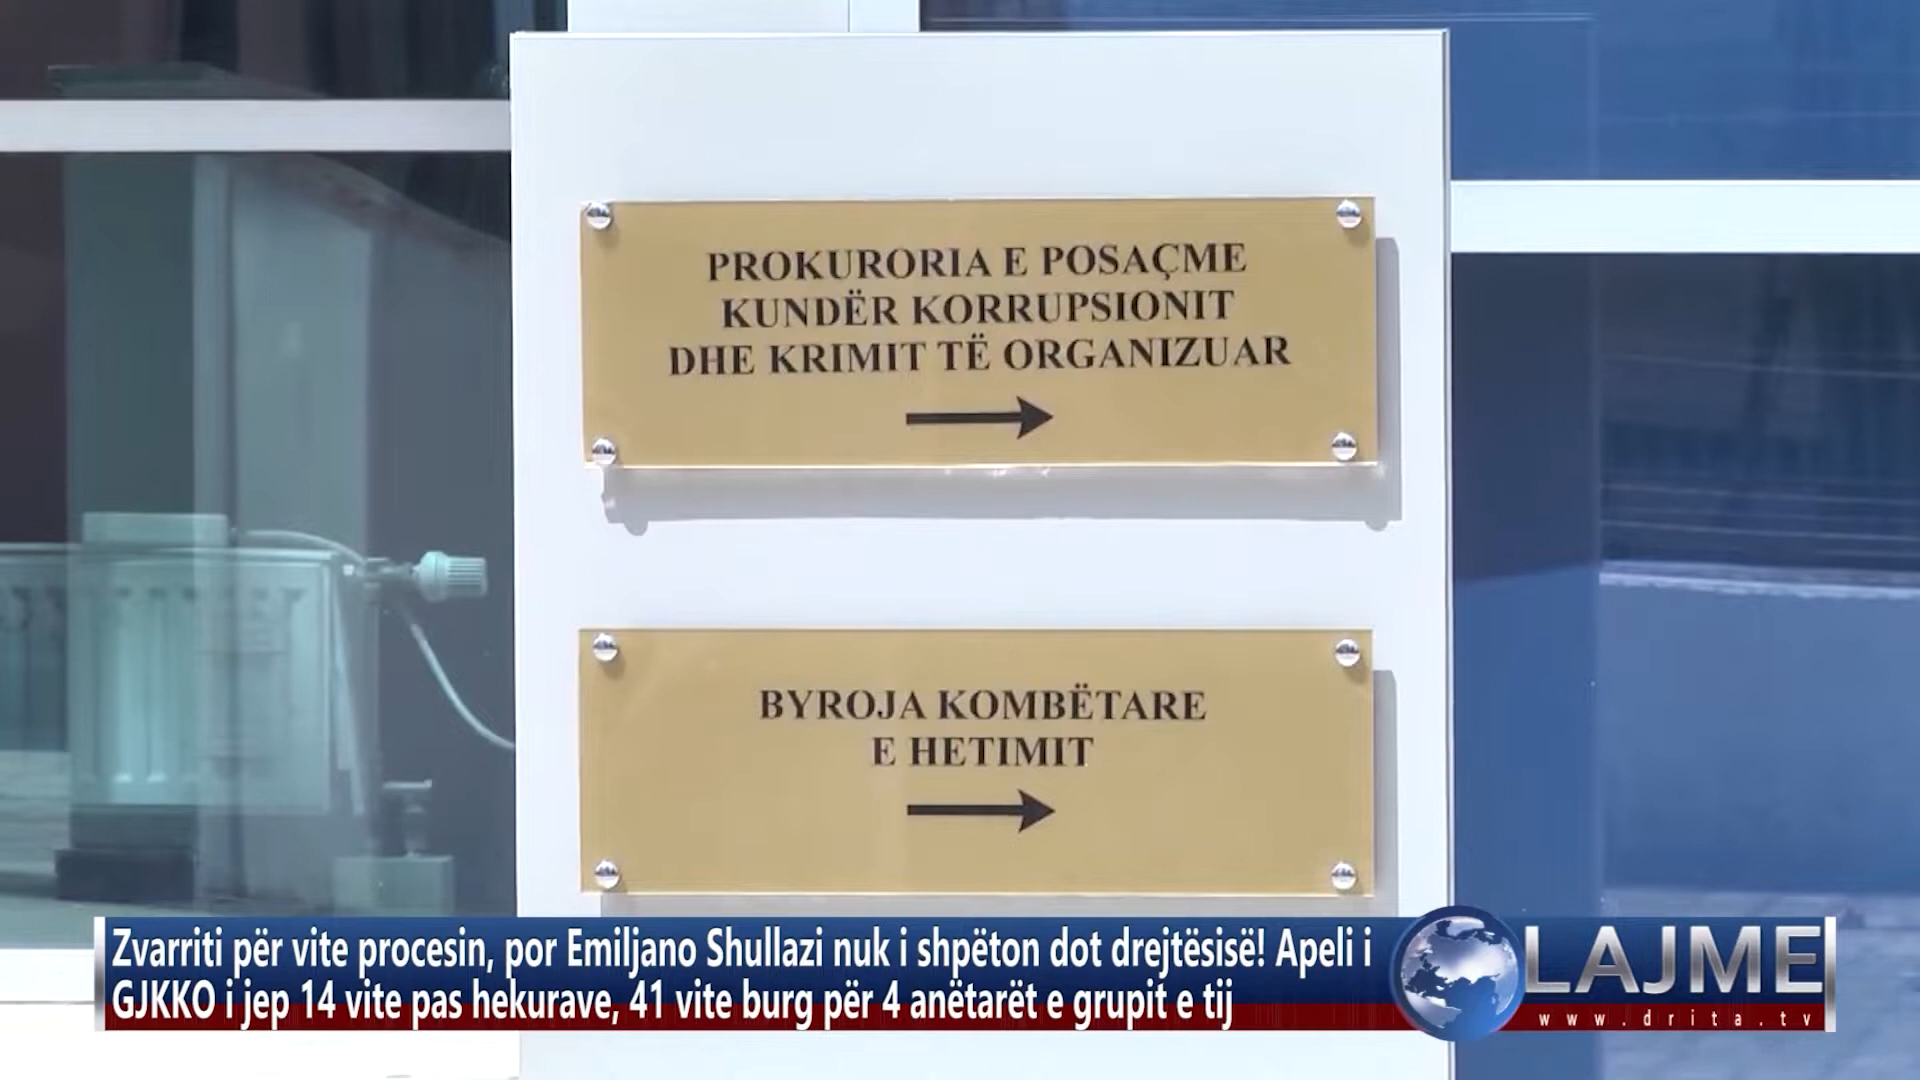 PROKURORIA E POSAÇME
KUNDËR KORRUPSIONIT
DHE KRIMIT TË ORGANIZUAR
BYROJA KOMBËTARE
E HETIMIT
Zvarriti për vite procesin, por Emiljano Shullazi nuk i shpëton dot drejtësisë! Apeli i
GJKKO i jep 14 vite pas hekurave, 41 vite burg për 4 anëtarët e grupit e tij
LAJME
www.drita.tv